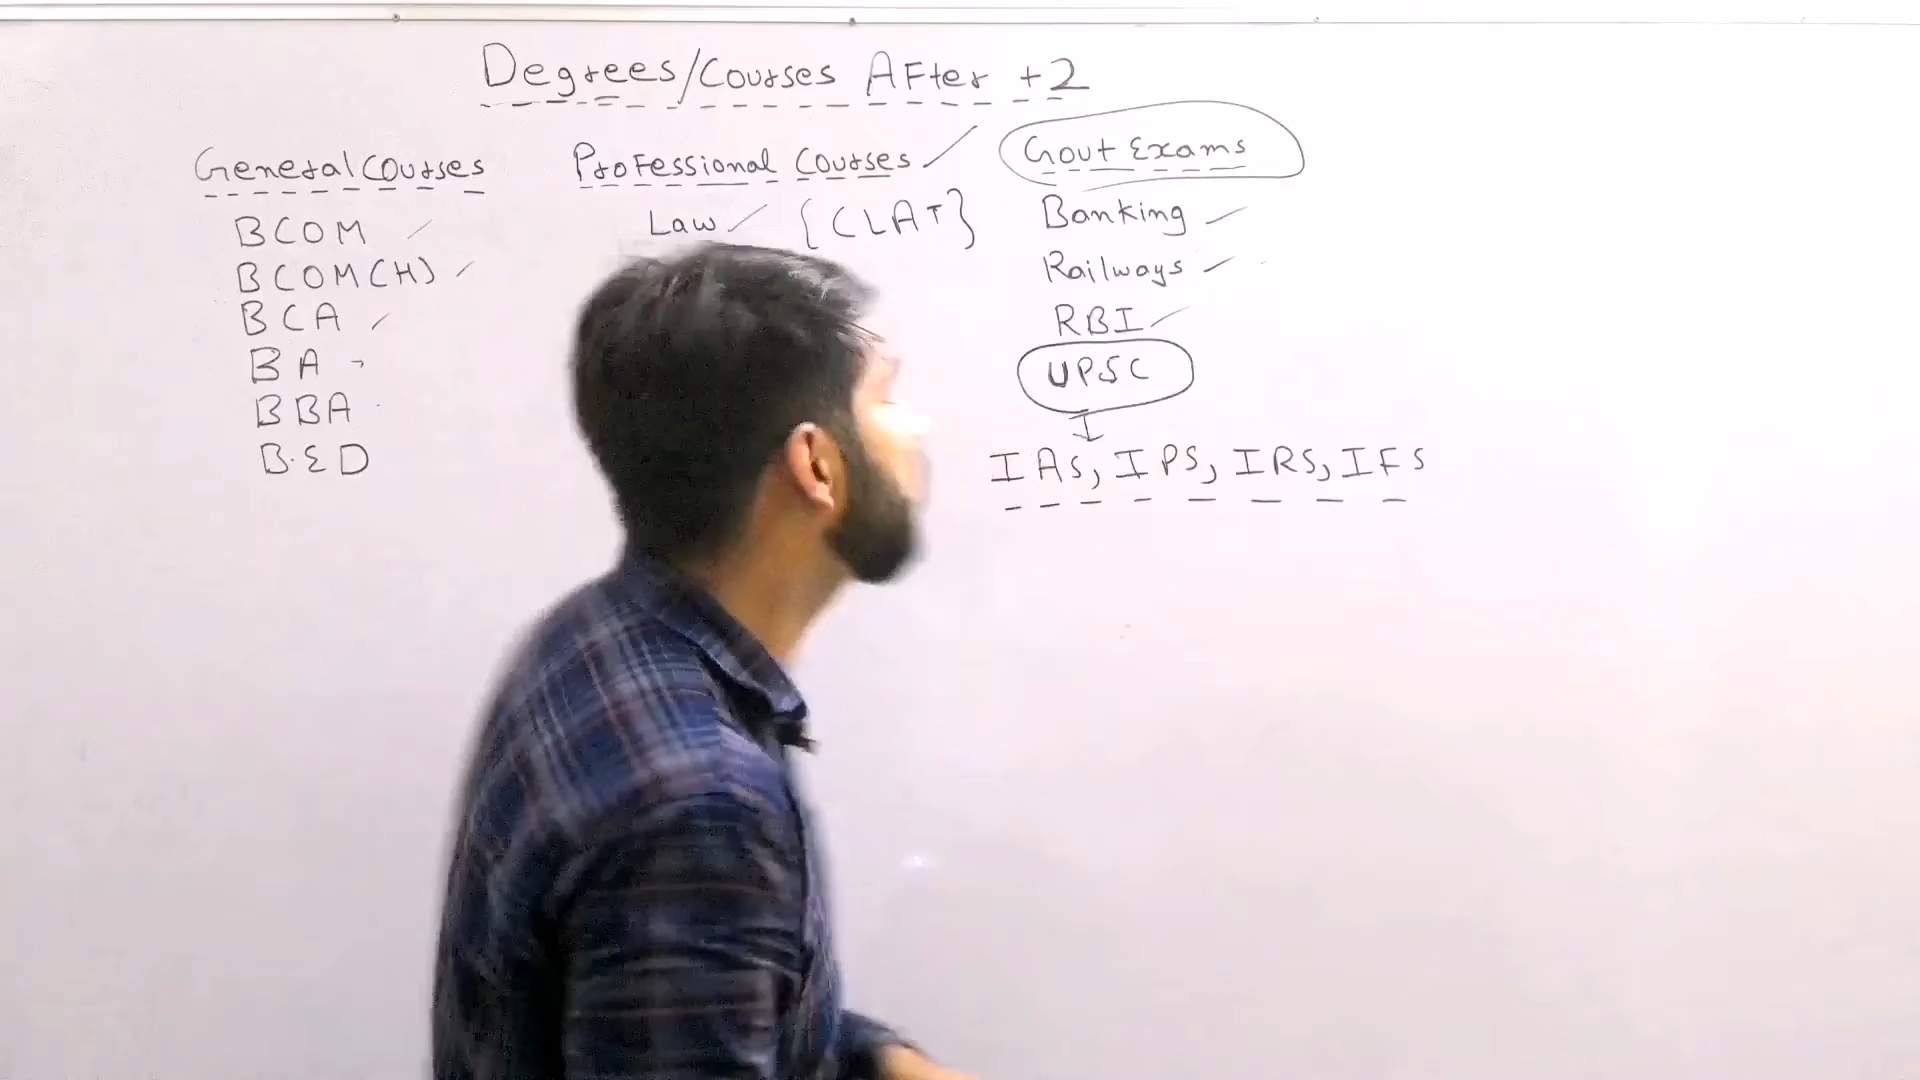 Degrees/Courses After +2
General Courses
BCOM
BCOM(H)
BCA
BA
BBA
B.ED
Professional Courses
Law {CLAT}
Govt Exams
Banking
Railways
RBI
UPSC
IAS, IPS, IRS, IFS